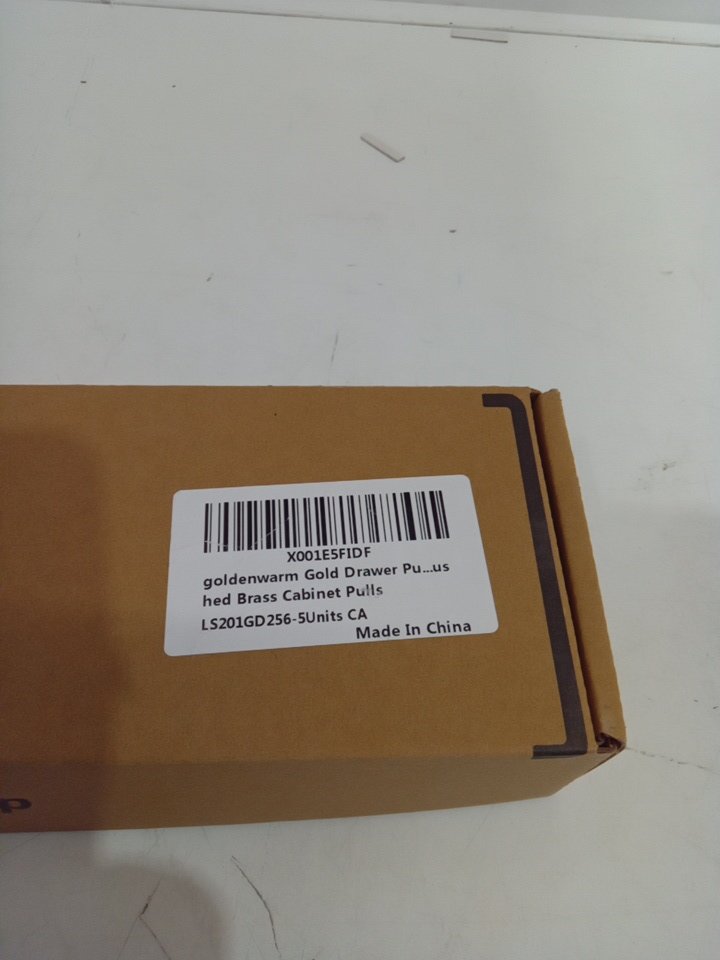 X001E5FIDF
goldenwarm Gold Drawer Pu...us
hed Brass Cabinet Pulls
LS201GD256-5Units CA
Made In China
p